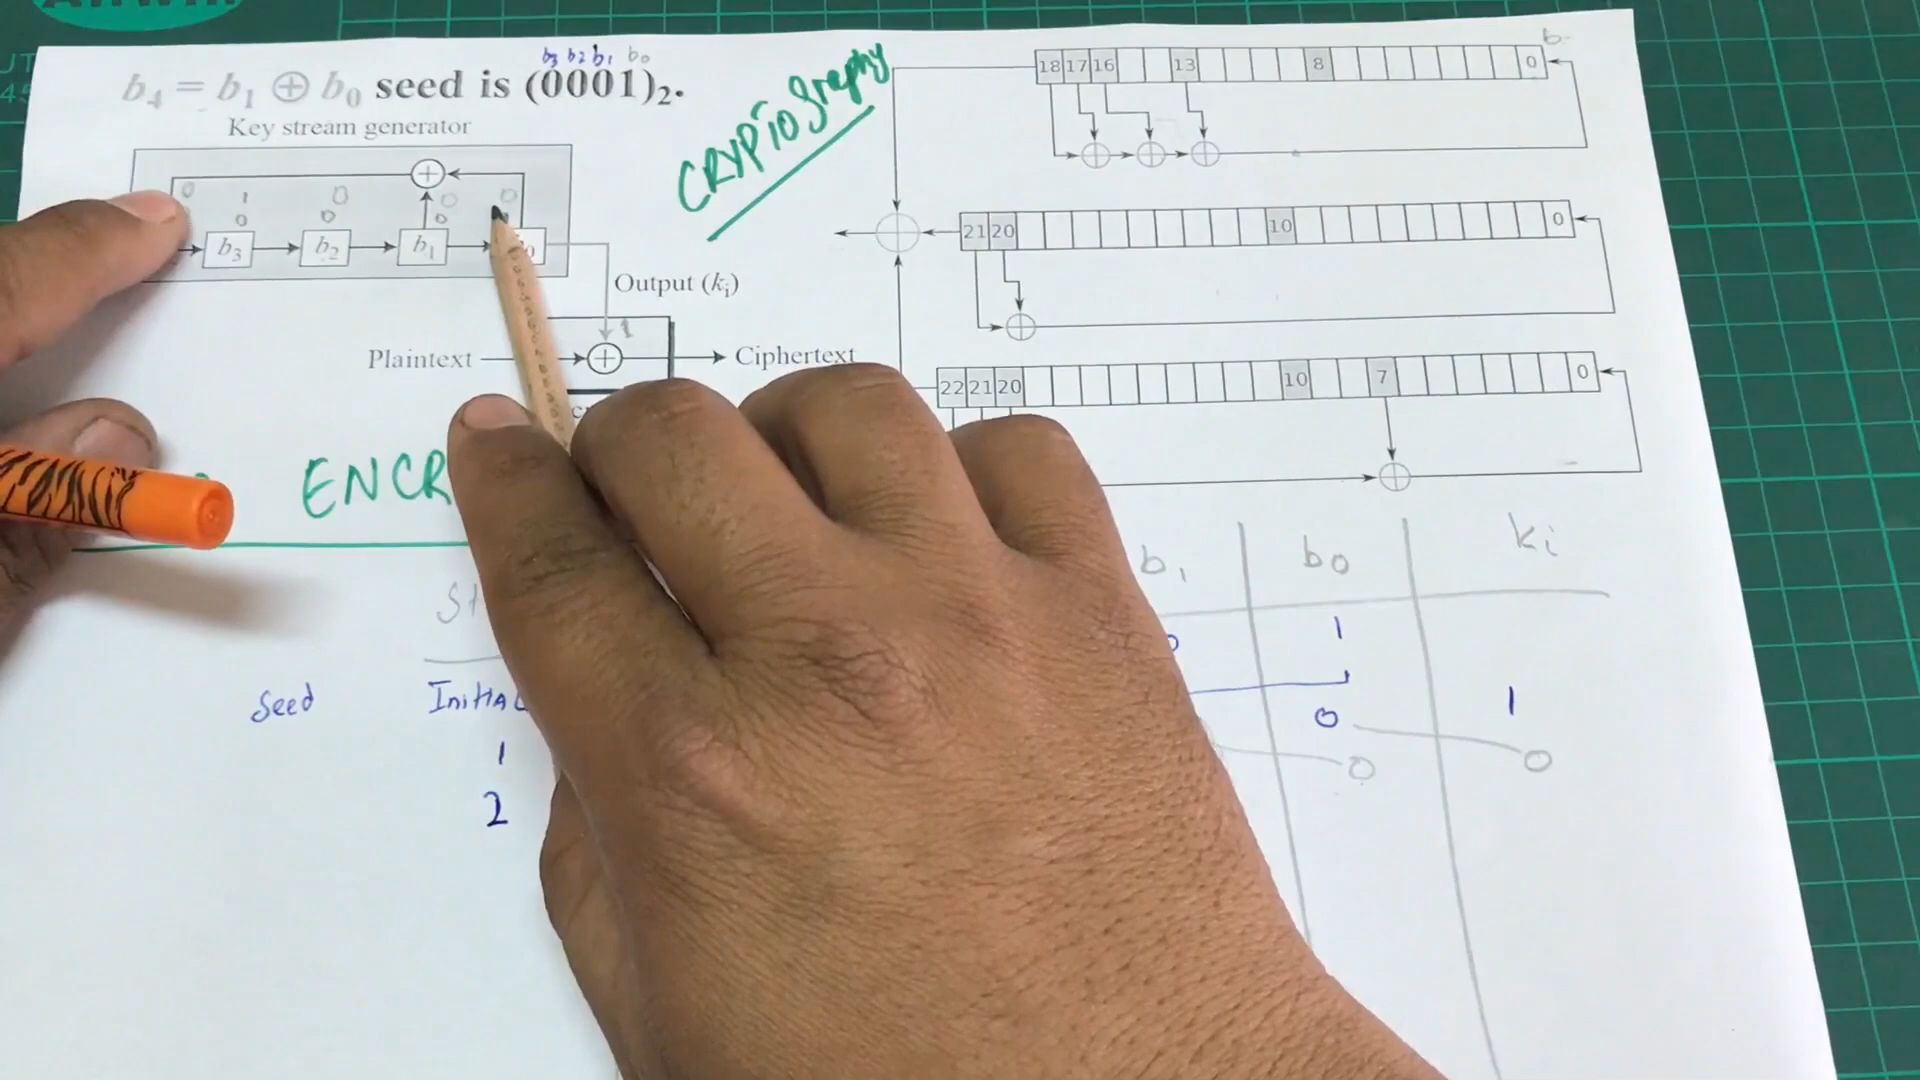 b3 b2 b1 b0
b4 = b1 ⊕ b0 seed is (0001)2.
Key stream generator
0 1 0 0 0
0 0 0
b3 b2 b1
Output (ki)
1
Plaintext
Ciphertext
CRYPTOGraphy
18 17 16 13 8 0
21 20 10 0
22 21 20 10 7 0
b1 b0 ki
1
Seed
0 1
1 0
2